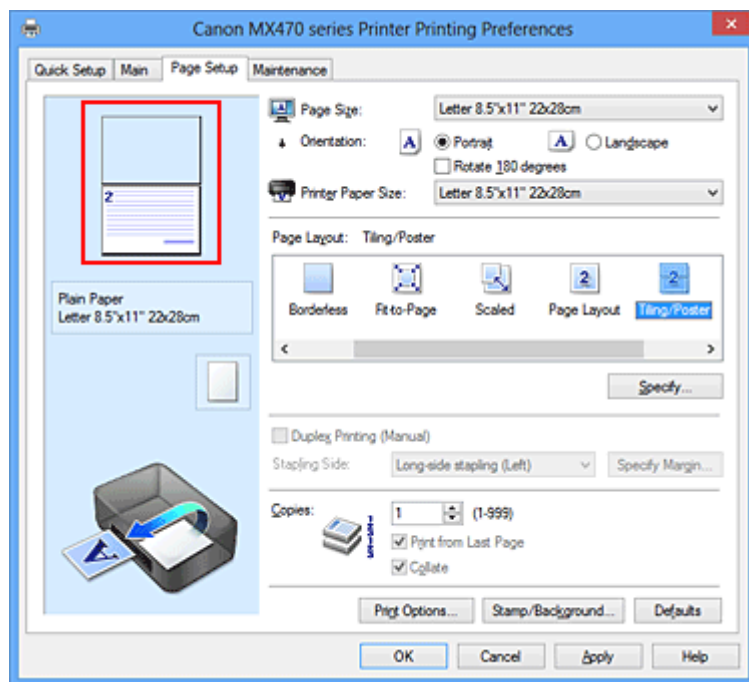 Canon MX470 series Printer Printing Preferences
Quick Setup Main Page Setup Maintenance
2
Plain Paper
Letter 8.5"x11" 22x28cm
A
Page Size: Letter 8.5"x11" 22x28cm
Orientation: A Portrait A Landscape
Rotate 180 degrees
Printer Paper Size: Letter 8.5"x11" 22x28cm
Page Layout: Tiling/Poster
2 -2-
Borderless Fit-to-Page Scaled Page Layout Tiling/Poster
Specify...
Duplex Printing (Manual)
Stapling Side: Long-side stapling (Left) Specify Margin...
Copies: 1 (1-999)
Print from Last Page
Collate
Print Options... Stamp/Background... Defaults
OK Cancel Apply Help